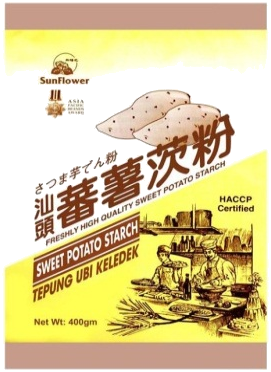 SunFlower
ASIA
PACIFIC
BRANDS
AWARD
さつま芋でん粉
汕頭
蕃薯茨粉
FRESHLY HIGH QUALITY SWEET POTATO STARCH
HACCP
Certified
SWEET POTATO STARCH
TEPUNG UBI KELEDEK
Net Wt: 400gm